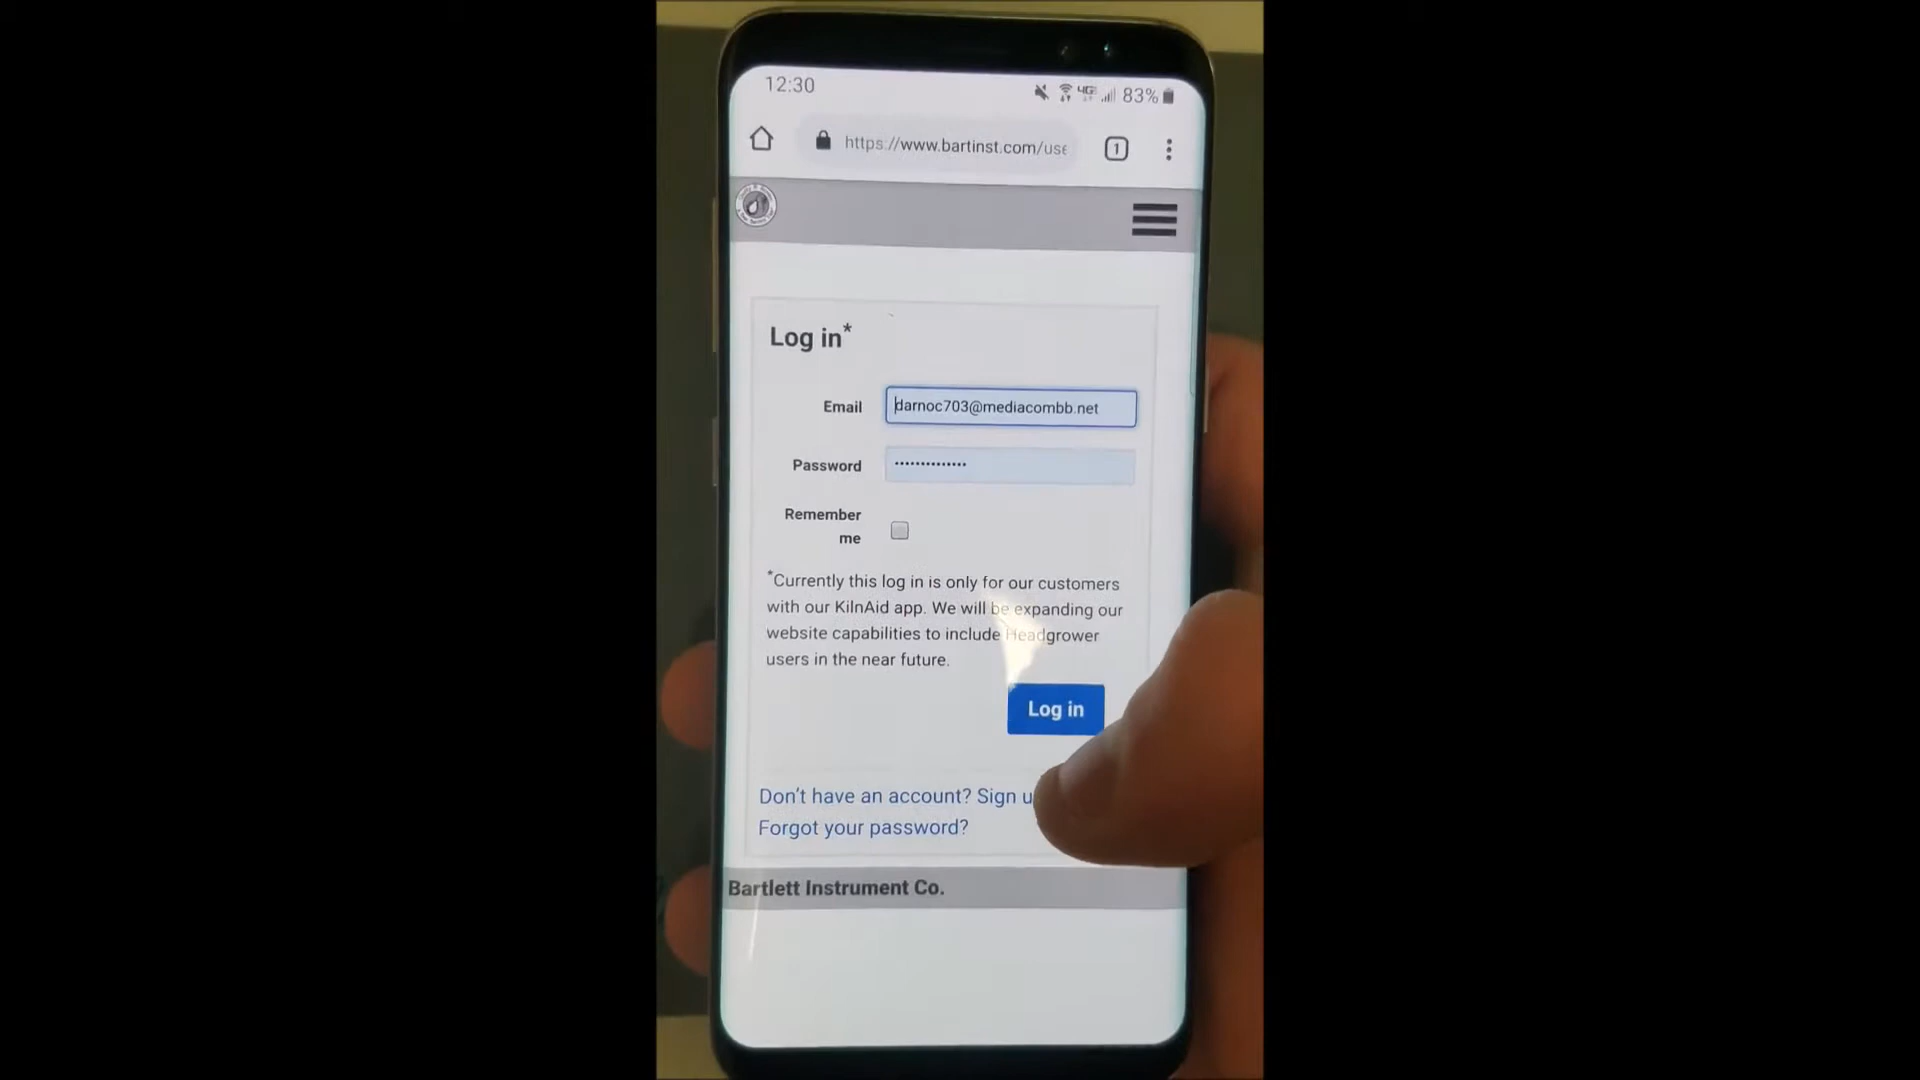 12:30
4G 83%
https://www.bartinst.com/use
1
Log in*
Email darnoc703@mediacombb.net
Password ••••••••••••••
Remember
me
*Currently this log in is only for our customers
with our KilnAid app. We will be expanding our
website capabilities to include Headgrower
users in the near future.
Log in
Don't have an account? Sign u
Forgot your password?
Bartlett Instrument Co.